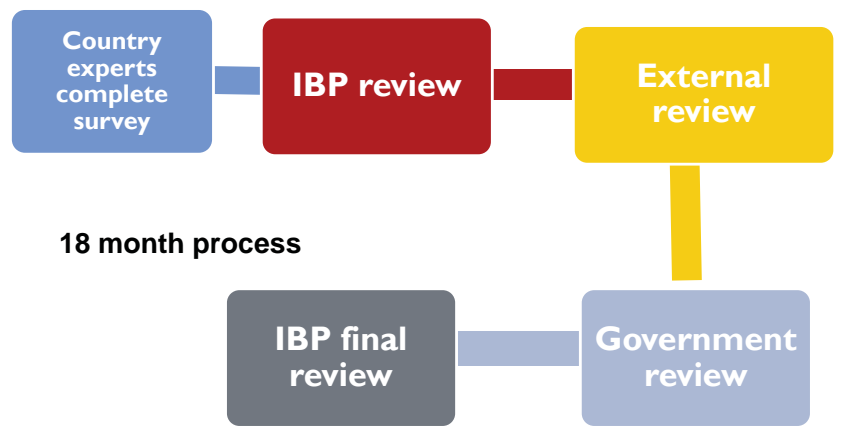 Country
experts
complete
survey
IBP review
External
review
18 month process
IBP final
review
Government
review